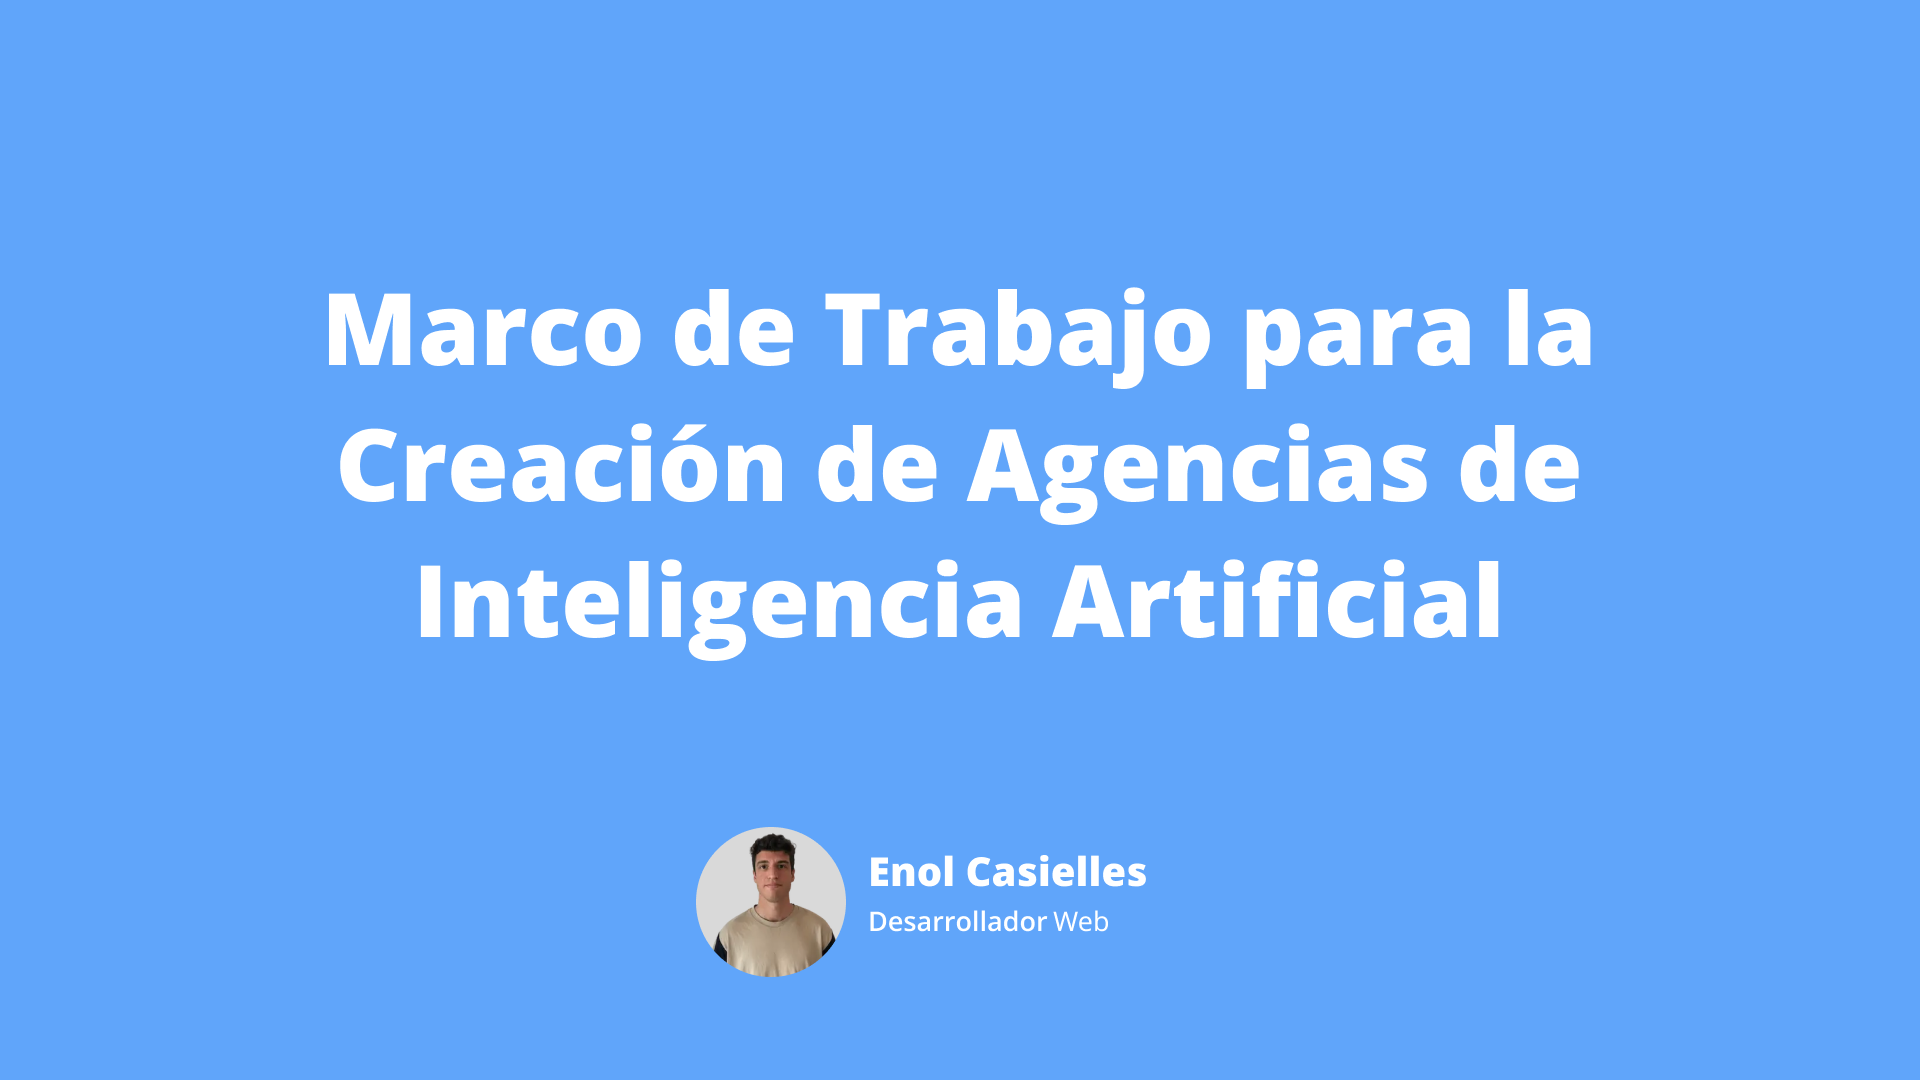 Marco de Trabajo para la
Creación de Agencias de
Inteligencia Artificial
Enol Casielles
Desarrollador Web